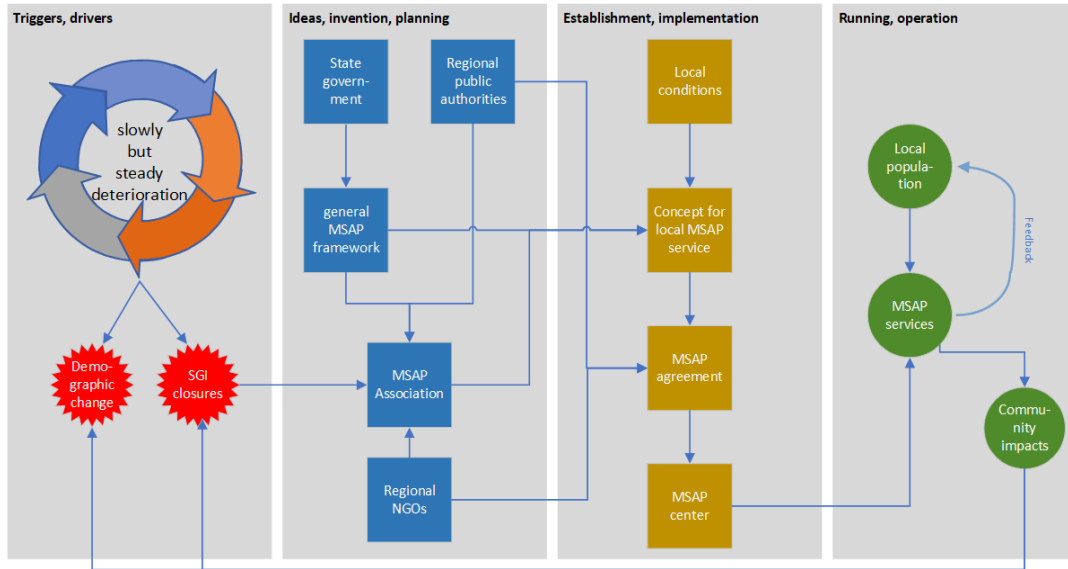 Triggers, drivers
slowly
but
steady
deterioration
Demo-
graphic
change
SGI
closures
Ideas, invention, planning
State
govern-
ment
Regional
public
authorities
general
MSAP
framework
MSAP
Association
Regional
NGOs
Establishment, implementation
Local
conditions
Concept for
local MSAP
service
MSAP
agreement
MSAP
center
Running, operation
Local
popula-
tion
Feedback
MSAP
services
Commu-
nity
impacts